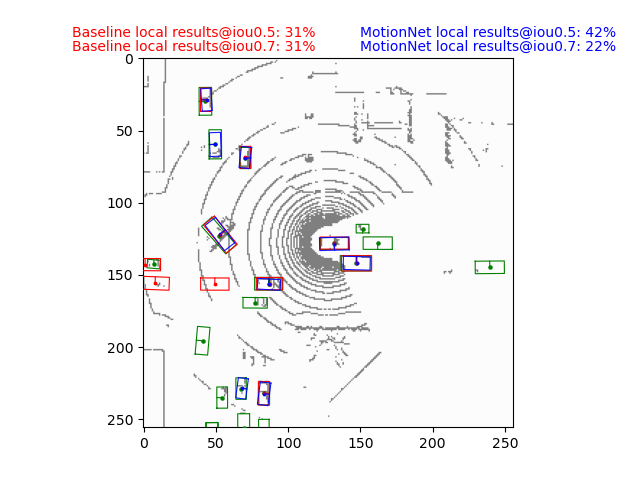 Baseline local results@iou0.5: 31% MotionNet local results@iou0.5: 42%
Baseline local results@iou0.7: 31% MotionNet local results@iou0.7: 22%
0
50
100
150
200
250
0 50 100 150 200 250